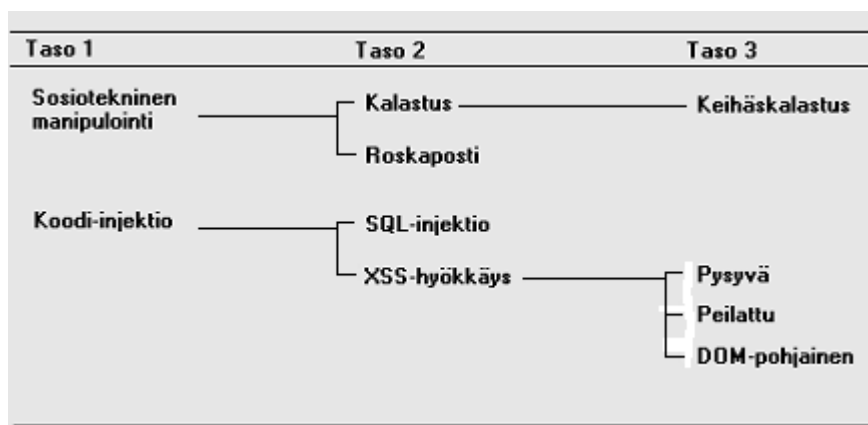 Taso 1 Taso 2 Taso 3
Sosiotekninen
manipulointi
Kalastus Keihäskalastus
Roskaposti
Koodi-injektio SQL-injektio
XSS-hyökkäys Pysyvä
Peilattu
DOM-pohjainen